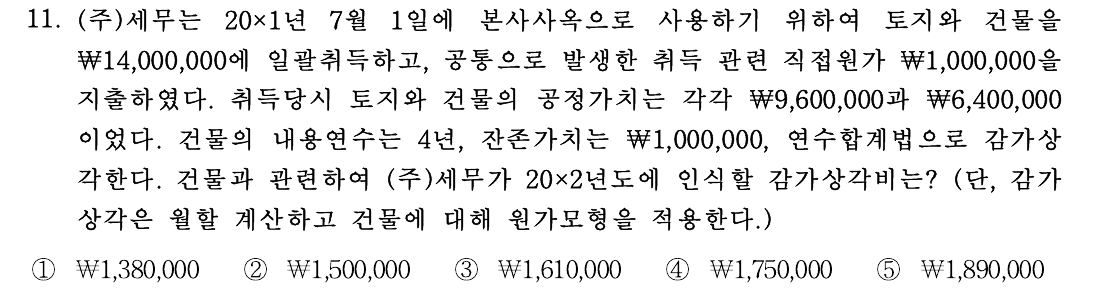 11. (주)세무는 20×1년 7월 1일에 본사사옥으로 사용하기 위하여 토지와 건물을
₩14,000,000에 일괄취득하고, 공통으로 발생한 취득 관련 직접원가 ₩1,000,000을
지출하였다. 취득당시 토지와 건물의 공정가치는 각각 ₩9,600,000과 ₩6,400,000
이었다. 건물의 내용연수는 4년, 잔존가치는 ₩1,000,000, 연수합계법으로 감가상
각한다. 건물과 관련하여 (주)세무가 20×2년도에 인식할 감가상각비는? (단, 감가
상각은 월할 계산하고 건물에 대해 원가모형을 적용한다.)
① ₩1,380,000 ② ₩1,500,000 ③ ₩1,610,000 ④ ₩1,750,000 ⑤ ₩1,890,000